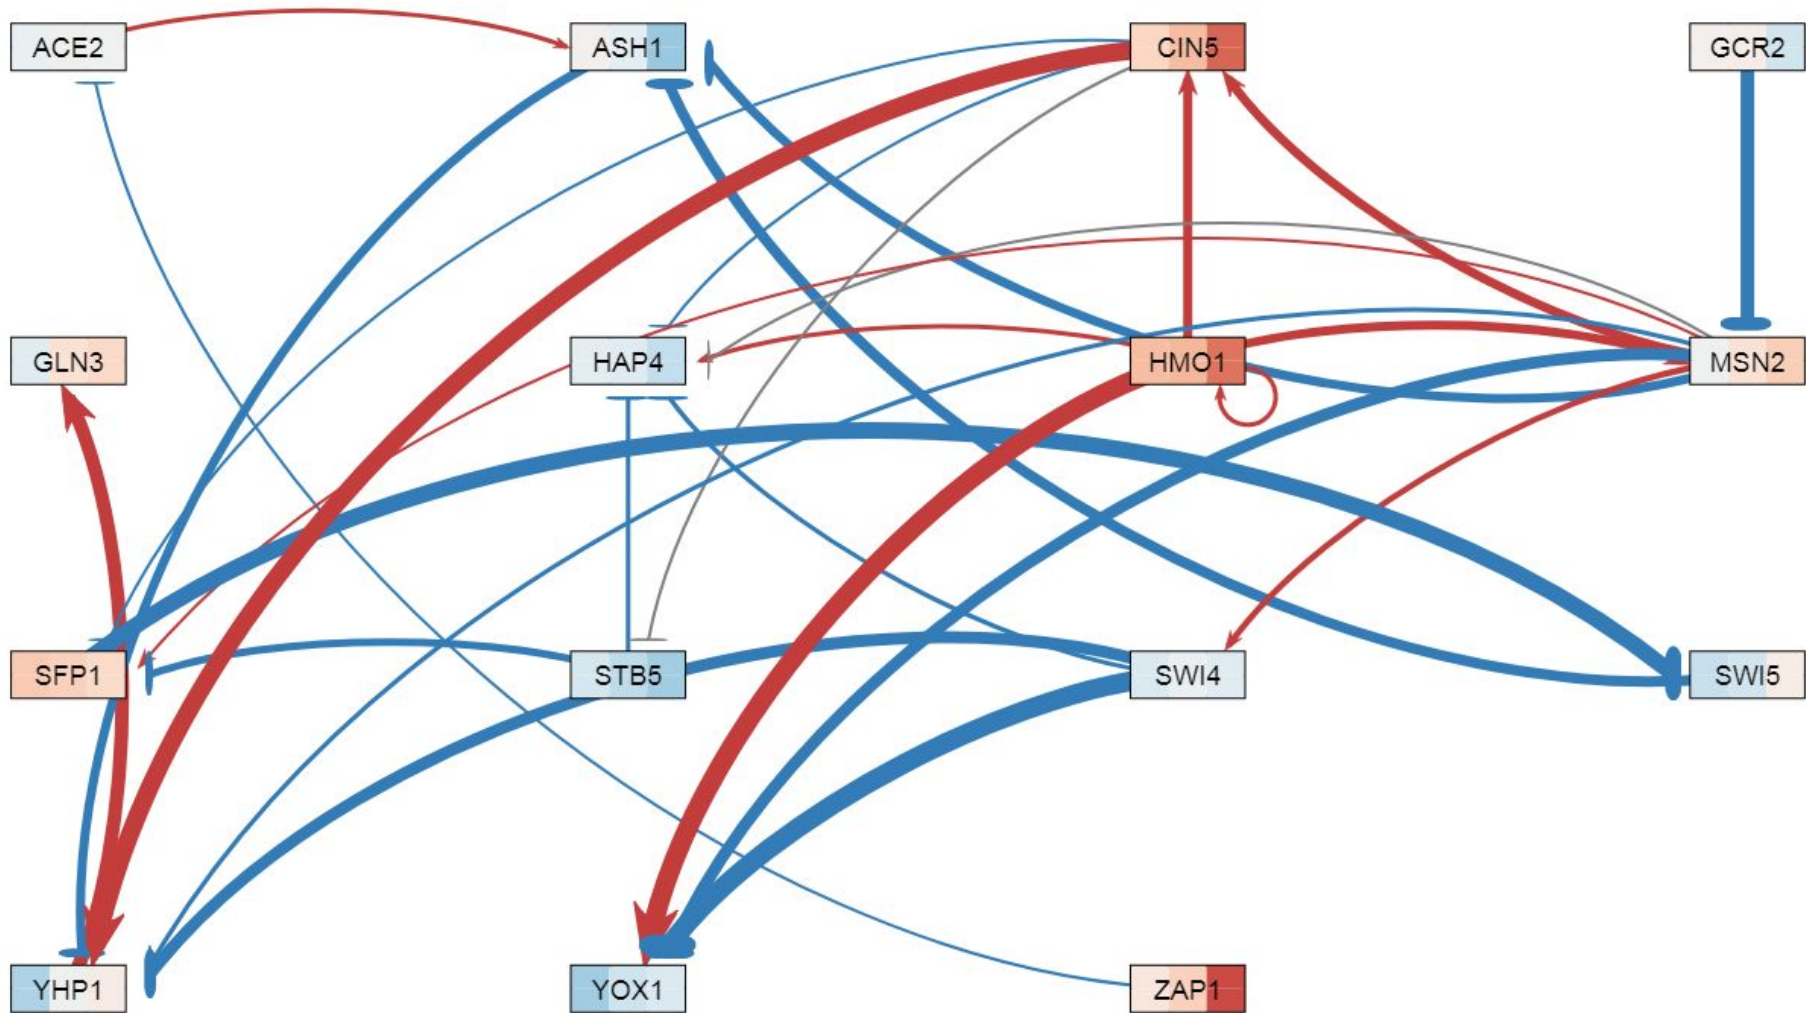 ACE2 ASH1 CIN5 GCR2
GLN3 HAP4 HMO1 MSN2
SFP1 STB5 SWI4 SWI5
YHP1 YOX1 ZAP1